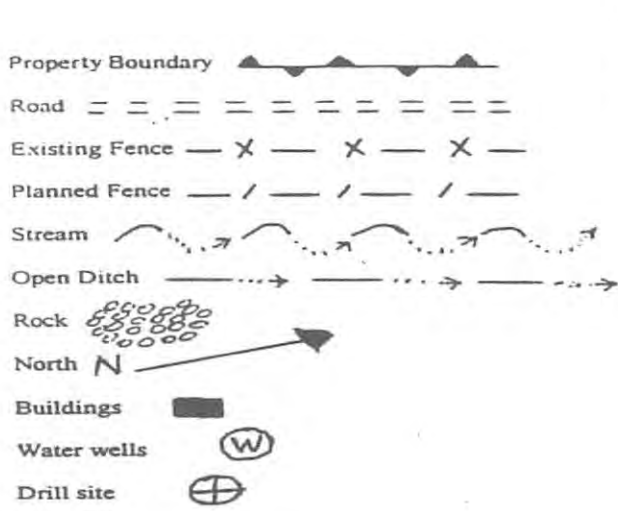 Property Boundary
Road
Existing Fence
Planned Fence
Stream
Open Ditch
Rock
North N
Buildings
Water wells W
Drill site